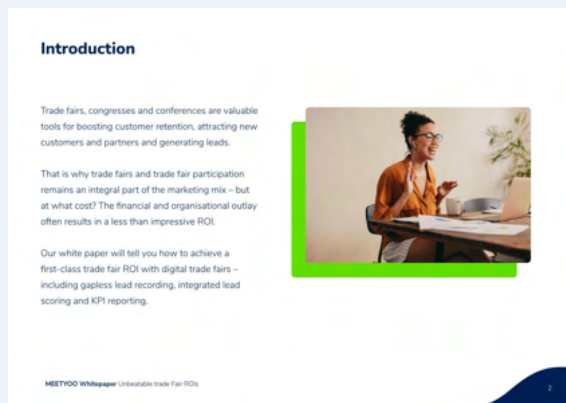 Introduction
Trade fairs, congresses and conferences are valuable
tools for boosting customer retention, attracting new
customers and partners and generating leads.
That is why trade fairs and trade fair participation
remains an integral part of the marketing mix – but
at what cost? The financial and organisational outlay
often results in a less than impressive ROI.
Our white paper will tell you how to achieve a
first-class trade fair ROI with digital trade fairs –
including gapless lead recording, integrated lead
scoring and KPI reporting.
MEETYOO Whitepaper Unbeatable trade Fair ROIs
2